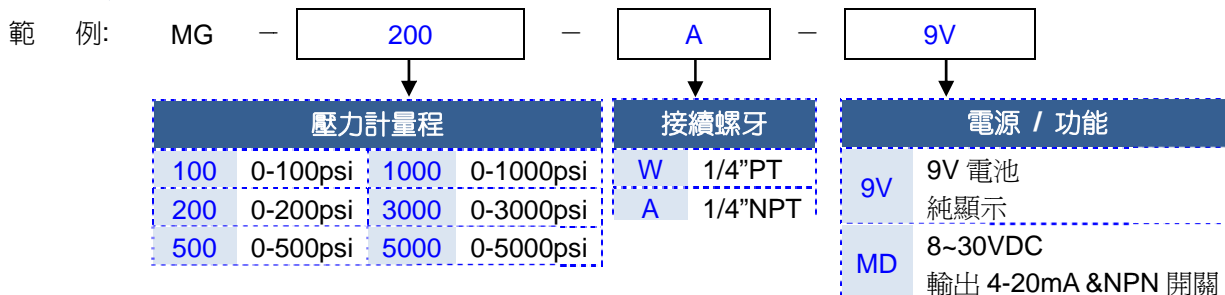 範 例: MG － 200 － A － 9V
壓力計量程 接續螺牙 電源 / 功能
100 0-100psi 1000 0-1000psi W 1/4”PT 9V 9V 電池
200 0-200psi 3000 0-3000psi A 1/4”NPT 純顯示
500 0-500psi 5000 0-5000psi MD 8~30VDC
輸出 4-20mA &NPN 開關